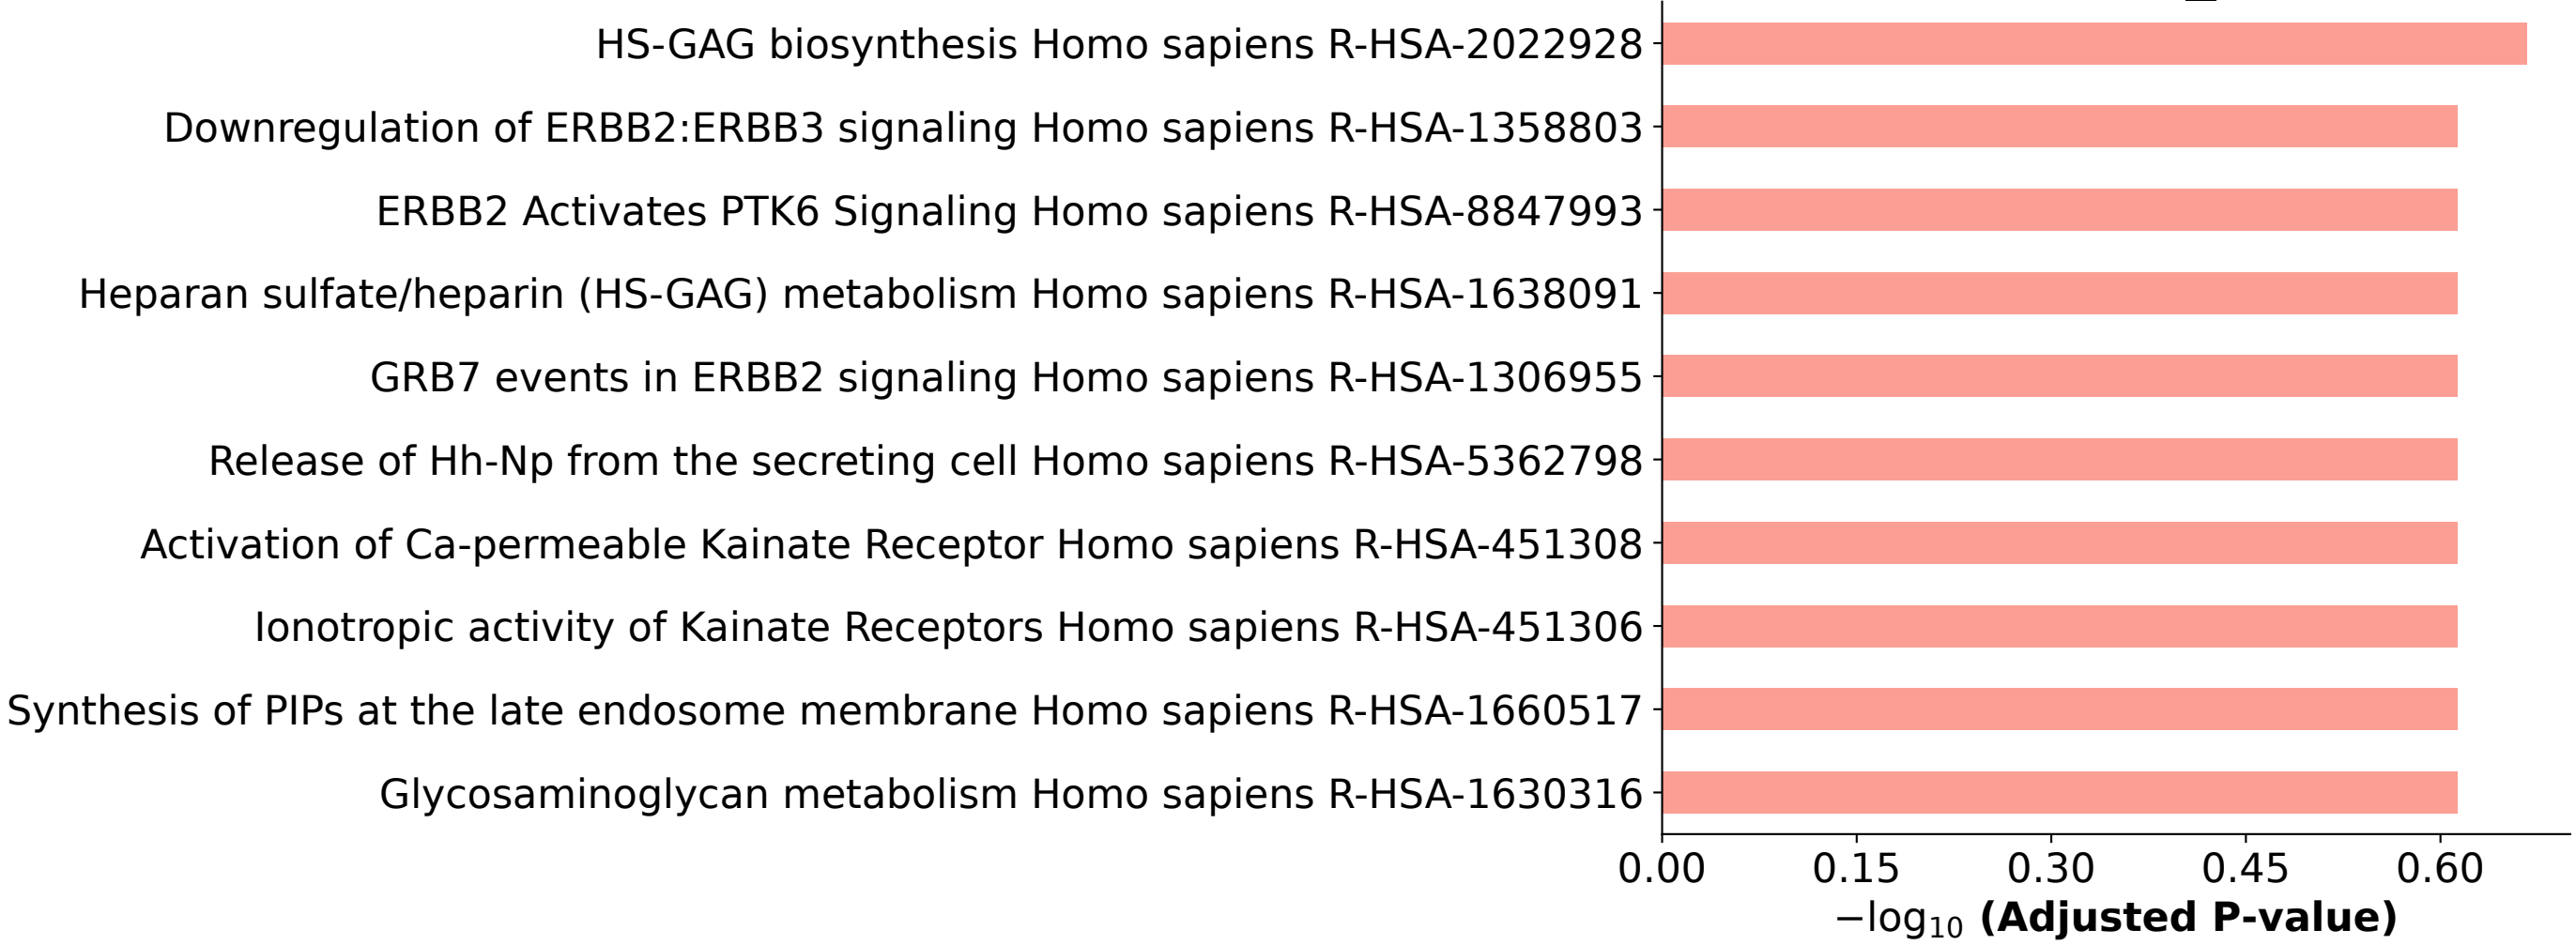 HS-GAG biosynthesis Homo sapiens R-HSA-2022928
Downregulation of ERBB2:ERBB3 signaling Homo sapiens R-HSA-1358803
ERBB2 Activates PTK6 Signaling Homo sapiens R-HSA-8847993
Heparan sulfate/heparin (HS-GAG) metabolism Homo sapiens R-HSA-1638091
GRB7 events in ERBB2 signaling Homo sapiens R-HSA-1306955
Release of Hh-Np from the secreting cell Homo sapiens R-HSA-5362798
Activation of Ca-permeable Kainate Receptor Homo sapiens R-HSA-451308
Ionotropic activity of Kainate Receptors Homo sapiens R-HSA-451306
Synthesis of PIPs at the late endosome membrane Homo sapiens R-HSA-1660517
Glycosaminoglycan metabolism Homo sapiens R-HSA-1630316
0.00 0.15 0.30 0.45 0.60
−log₁₀ (Adjusted P-value)